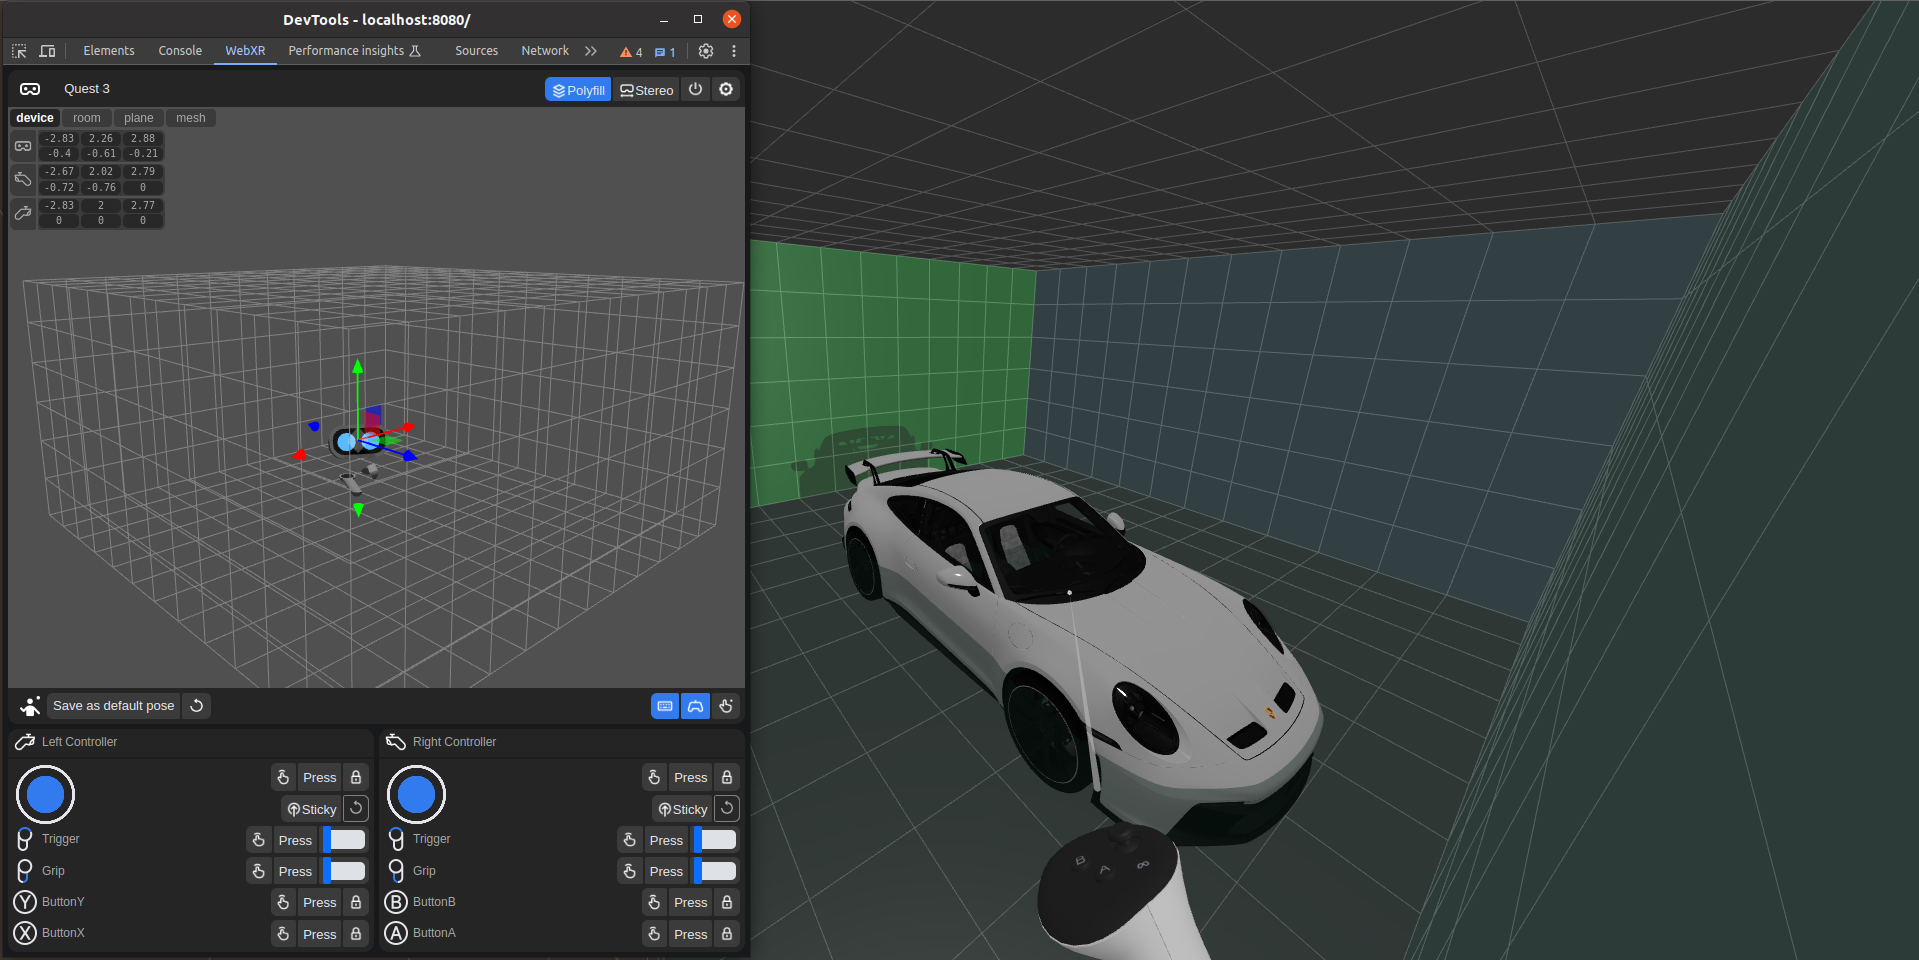 DevTools - localhost:8080/
Elements Console WebXR Performance insights Sources Network 4 1
Quest 3 Polyfill Stereo
device room plane mesh
-2.83 2.26 2.88
-0.4 -0.61 -0.21
-2.67 2.02 2.79
-0.72 -0.76 0
-2.83 2 2.77
0 0 0
Save as default pose
Left Controller
Press
Sticky
Trigger Press
Grip Press
Y ButtonY Press
X ButtonX Press
Right Controller
Press
Sticky
Trigger Press
Grip Press
B ButtonB Press
A ButtonA Press
B A